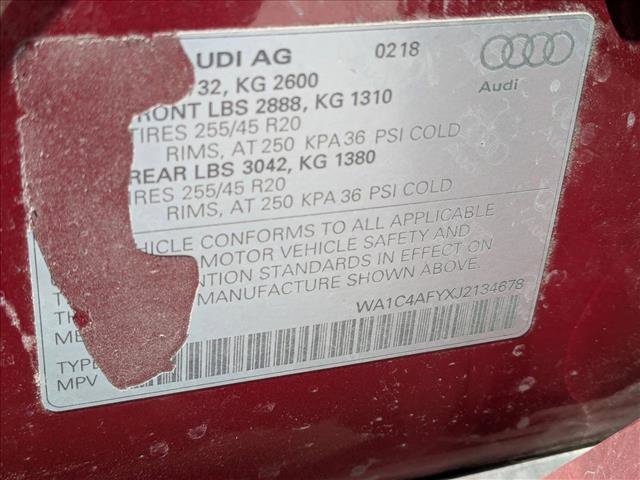 UDI AG 0218
32, KG 2600 Audi
RONT LBS 2888, KG 1310
TIRES 255/45 R20
RIMS, AT 250 KPA 36 PSI COLD
REAR LBS 3042, KG 1380
IRES 255/45 R20
RIMS, AT 250 KPA 36 PSI COLD
HICLE CONFORMS TO ALL APPLICABLE
MOTOR VEHICLE SAFETY AND
NTION STANDARDS IN EFFECT ON
MANUFACTURE SHOWN ABOVE.
WA1C4AFYXJ2134678
TYPE
MPV